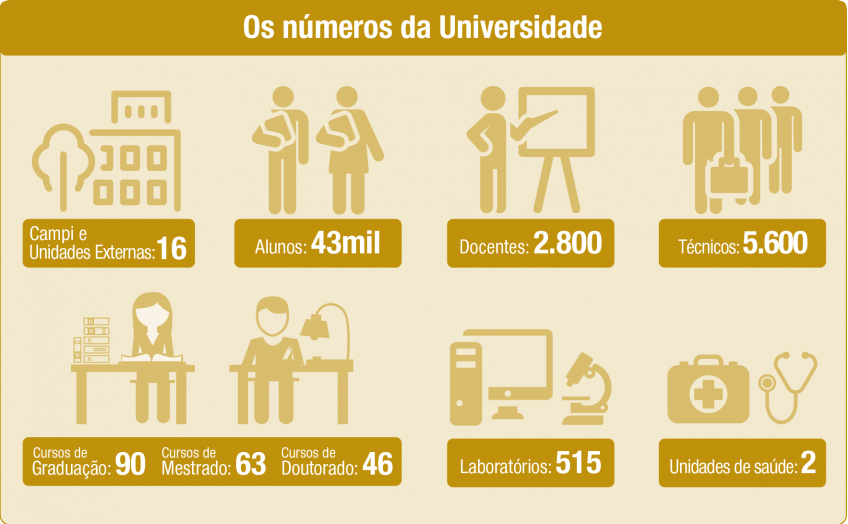 Os números da Universidade
Campi e
Unidades Externas: 16
Alunos: 43mil
Docentes: 2.800
Técnicos: 5.600
Cursos de
Graduação: 90
Cursos de
Mestrado: 63
Cursos de
Doutorado: 46
Laboratórios: 515
Unidades de saúde: 2